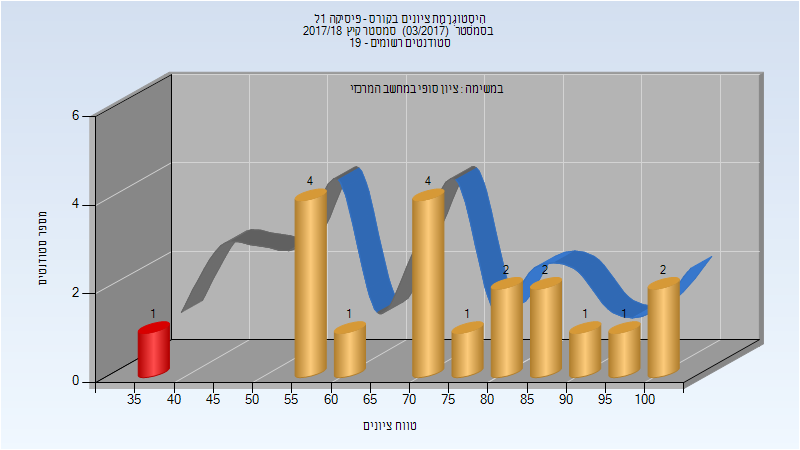 היסטוגרמת ציונים בקורס - פיסיקה 1ל
בסמסטר (03/2017) סמסטר קיץ 2017/18
סטודנטים רשומים - 19
במשימה : ציון סופי במחשב המרכזי
מספר סטודנטים
6
4
2
0
1
4
1
4
1
2
2
1
1
2
35 40 45 50 55 60 65 70 75 80 85 90 95 100
טווח ציונים